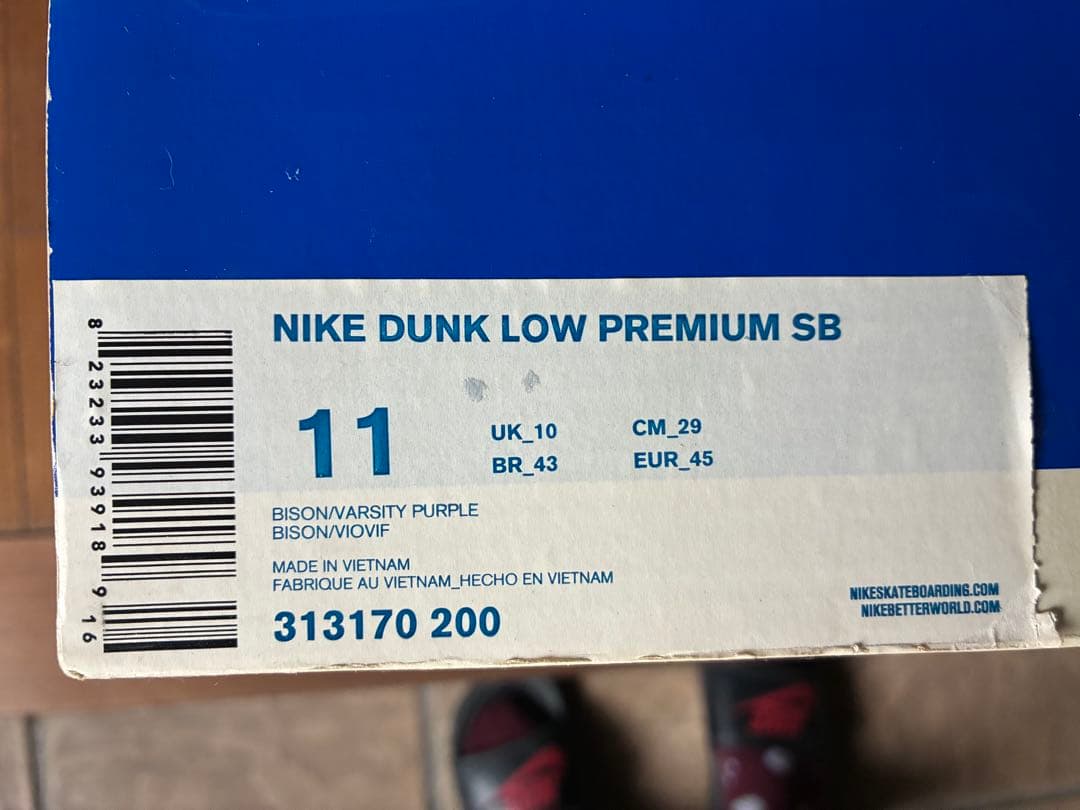 NIKE DUNK LOW PREMIUM SB
11
UK_10
CM_29
BR_43
EUR_45
BISON/VARSITY PURPLE
BISON/VIOVIF
MADE IN VIETNAM
FABRIQUE AU VIETNAM_HECHO EN VIETNAM
313170 200
NIKESKATEBOARDING.COM
NIKEBETTERWORLD.COM
8 23233 93918 9 16